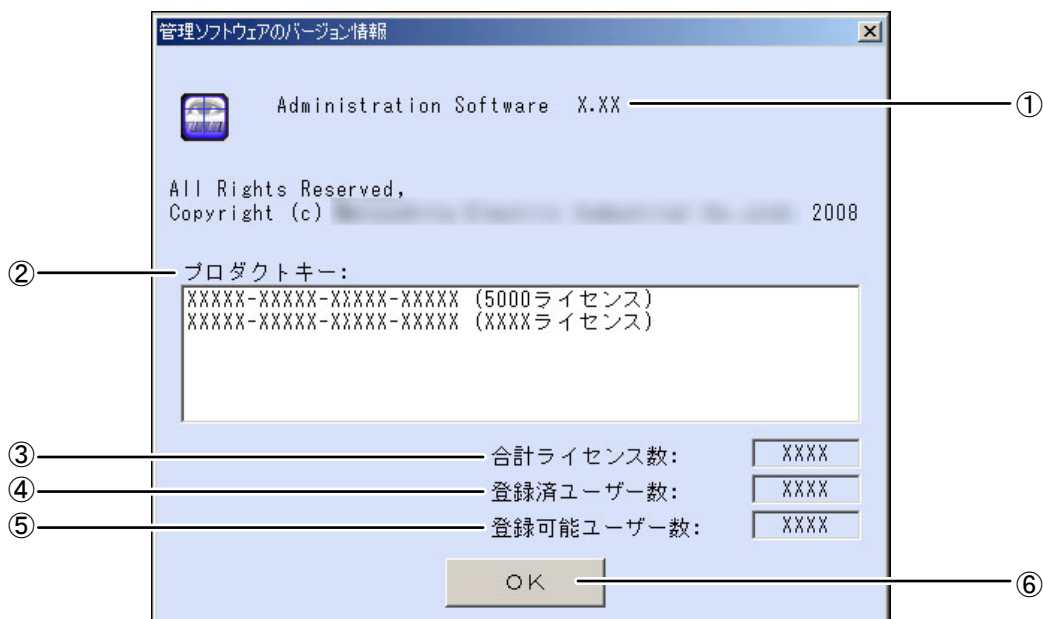 管理ソフトウェアのバージョン情報
Administration Software X.XX
①
All Rights Reserved,
Copyright (c) 2008
②
プロダクトキー:
XXXXX-XXXXX-XXXXX-XXXXX (5000ライセンス)
XXXXX-XXXXX-XXXXX-XXXXX (XXXXライセンス)
③
合計ライセンス数: XXXX
④
登録済ユーザー数: XXXX
⑤
登録可能ユーザー数: XXXX
OK
⑥